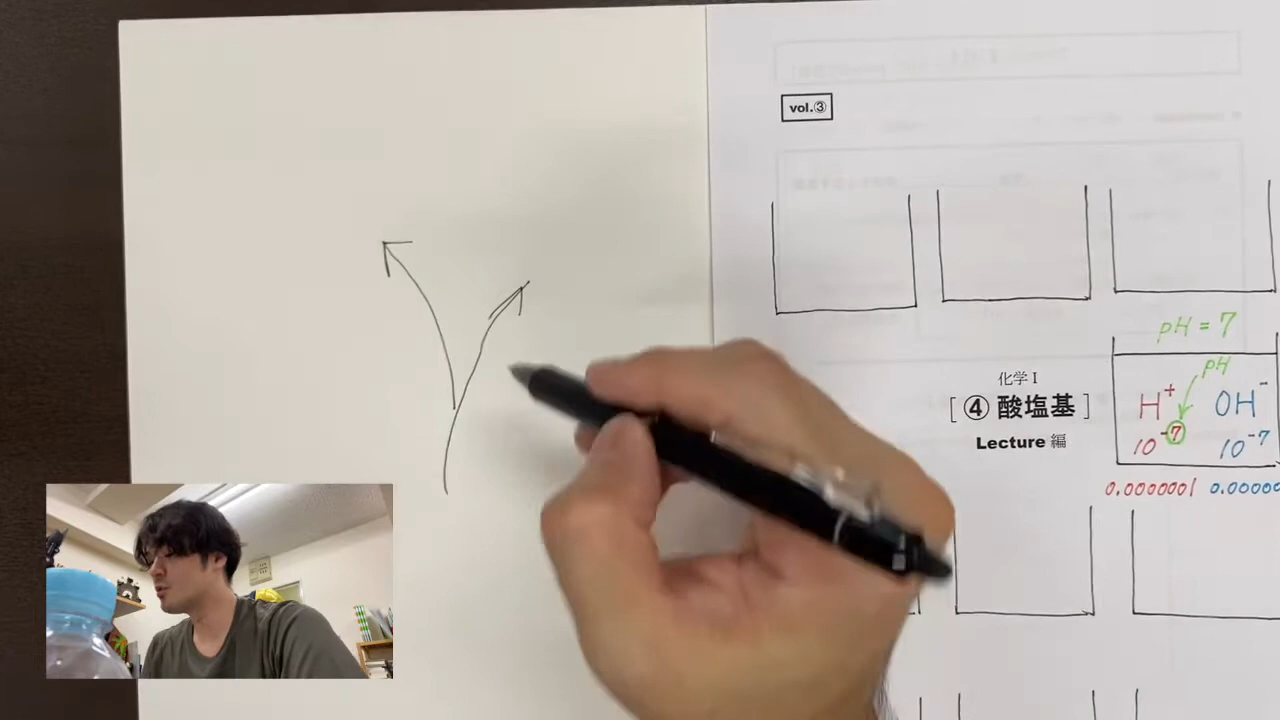 vol.③
pH = 7
pH
化学Ⅰ
[ ④ 酸塩基 ]
Lecture 編
H⁺ OH⁻
10⁻⁷ 10⁻⁷
0.0000001 0.00000